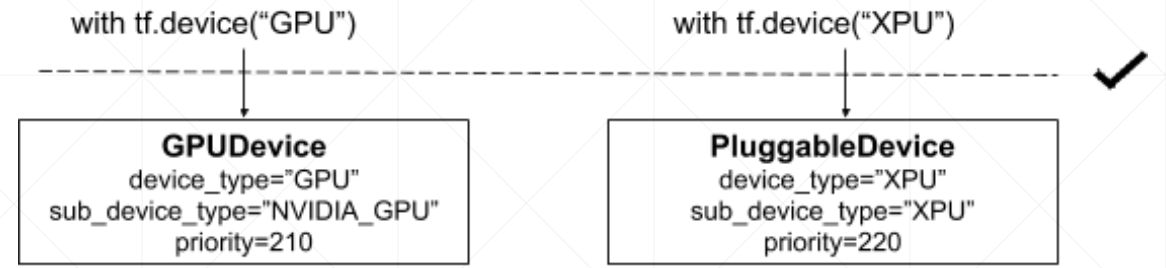 with tf.device(“GPU”)
with tf.device(“XPU”)
GPUDevice
device_type=”GPU”
sub_device_type=”NVIDIA_GPU”
priority=210
PluggableDevice
device_type=”XPU”
sub_device_type=”XPU”
priority=220